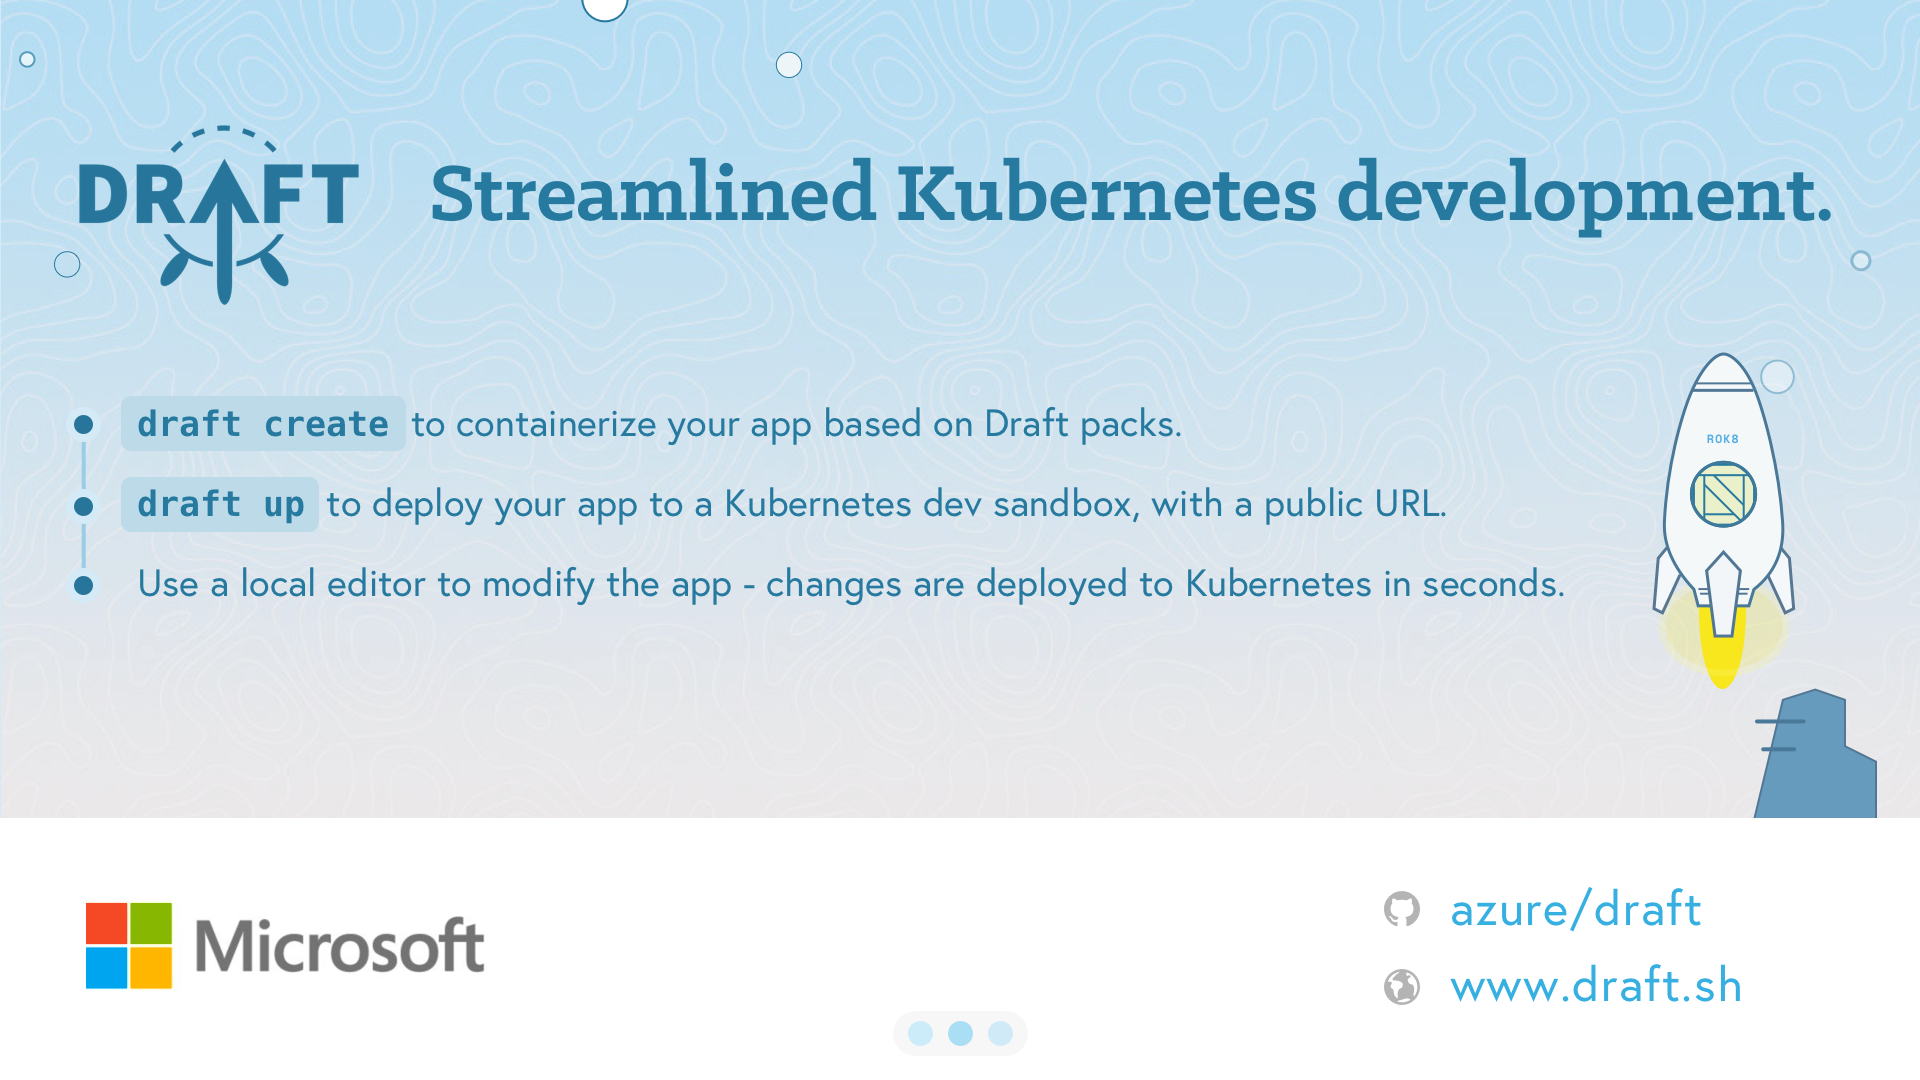 DRAFT
Streamlined Kubernetes development.
draft create to containerize your app based on Draft packs.
draft up to deploy your app to a Kubernetes dev sandbox, with a public URL.
Use a local editor to modify the app - changes are deployed to Kubernetes in seconds.
ROK8
Microsoft
azure/draft
www.draft.sh